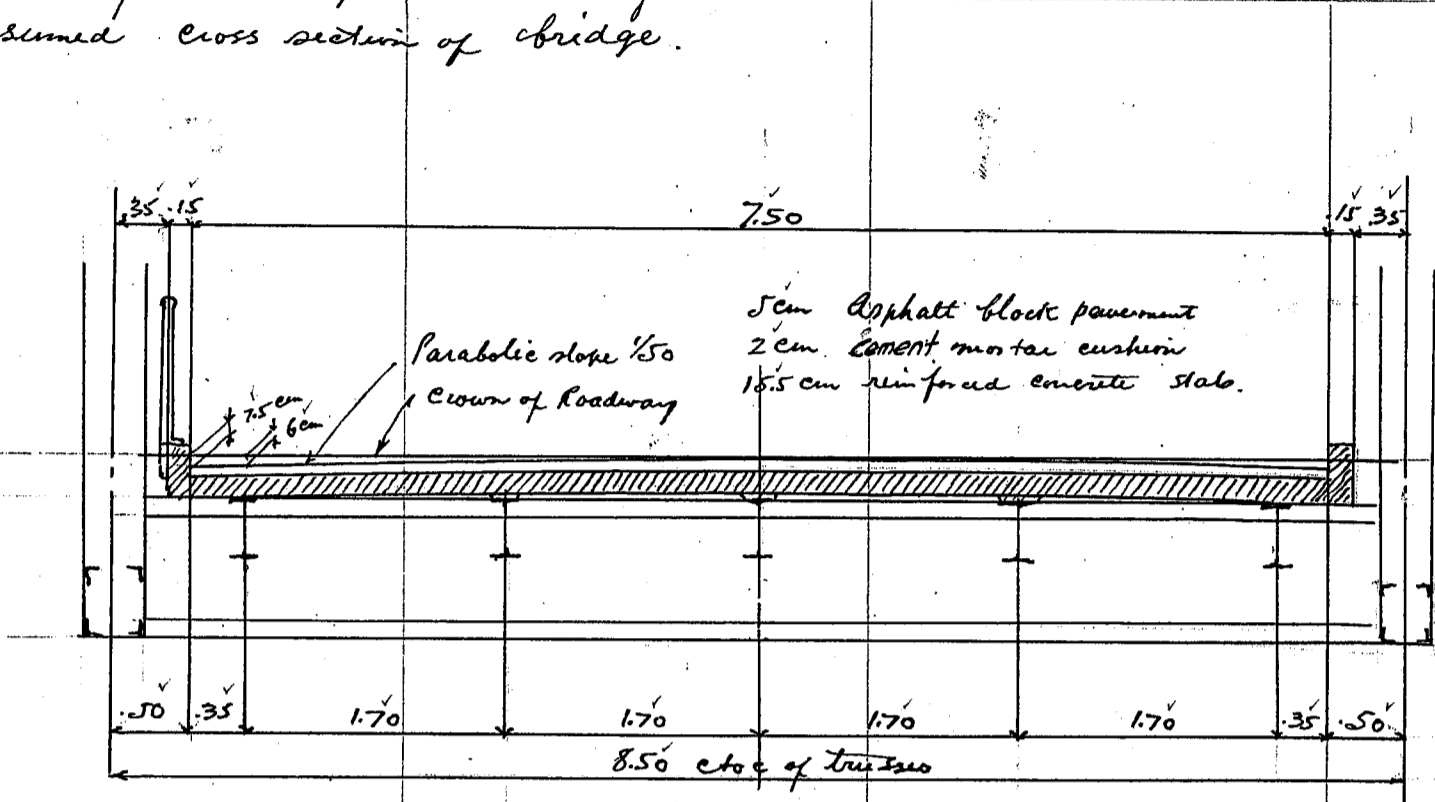 sumed cross section of bridge.
.35 .15 7.50 .15 .35
5cm Asphalt block pavement
2cm cement mortar cushion
15.5 cm reinforced concrete slab.
Parabolic slope 1/50
Crown of Roadway
7.5 cm
6 cm
.50 .35 1.70 1.70 1.70 1.70 .35 .50
8.50 c to c of trusses